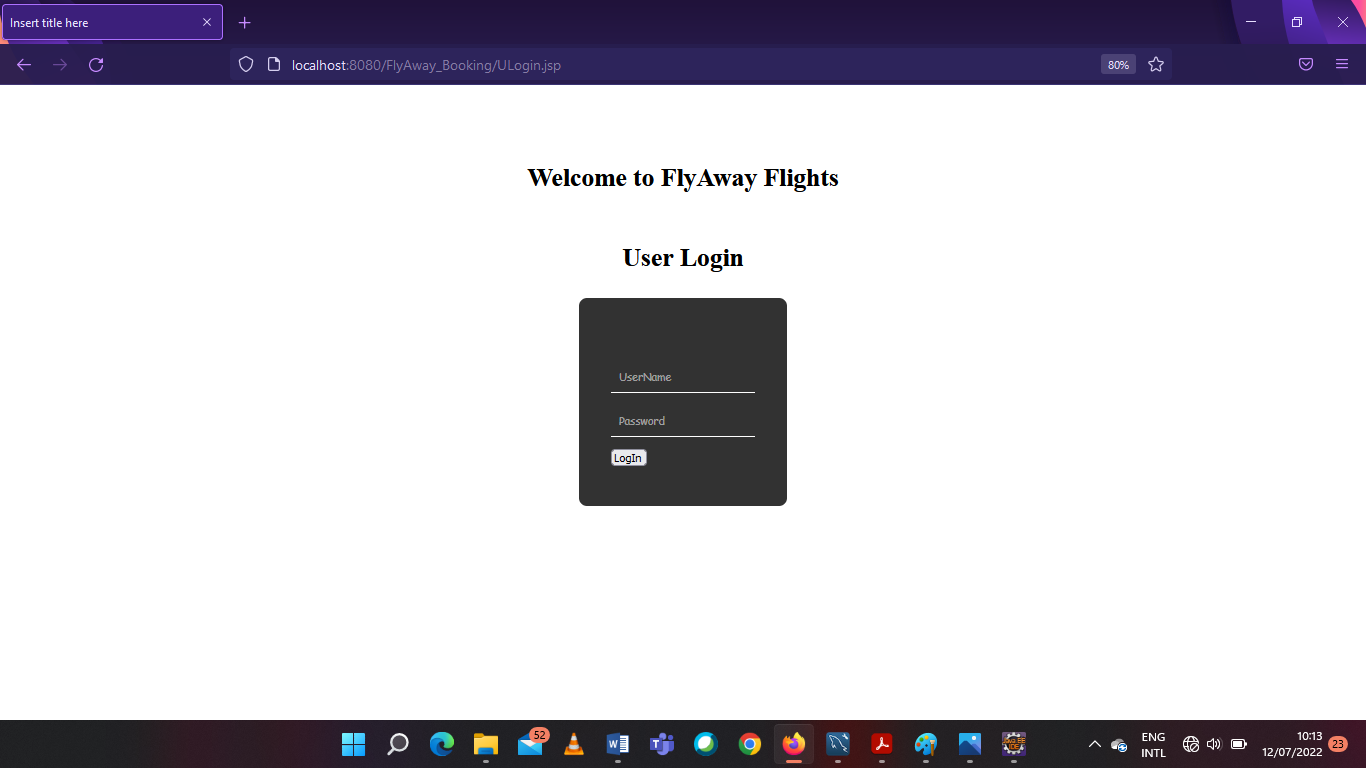 Insert title here
localhost:8080/FlyAway_Booking/ULogin.jsp
80%
Welcome to FlyAway Flights
User Login
UserName
Password
LogIn
52
ENG
INTL
10:13
12/07/2022
23